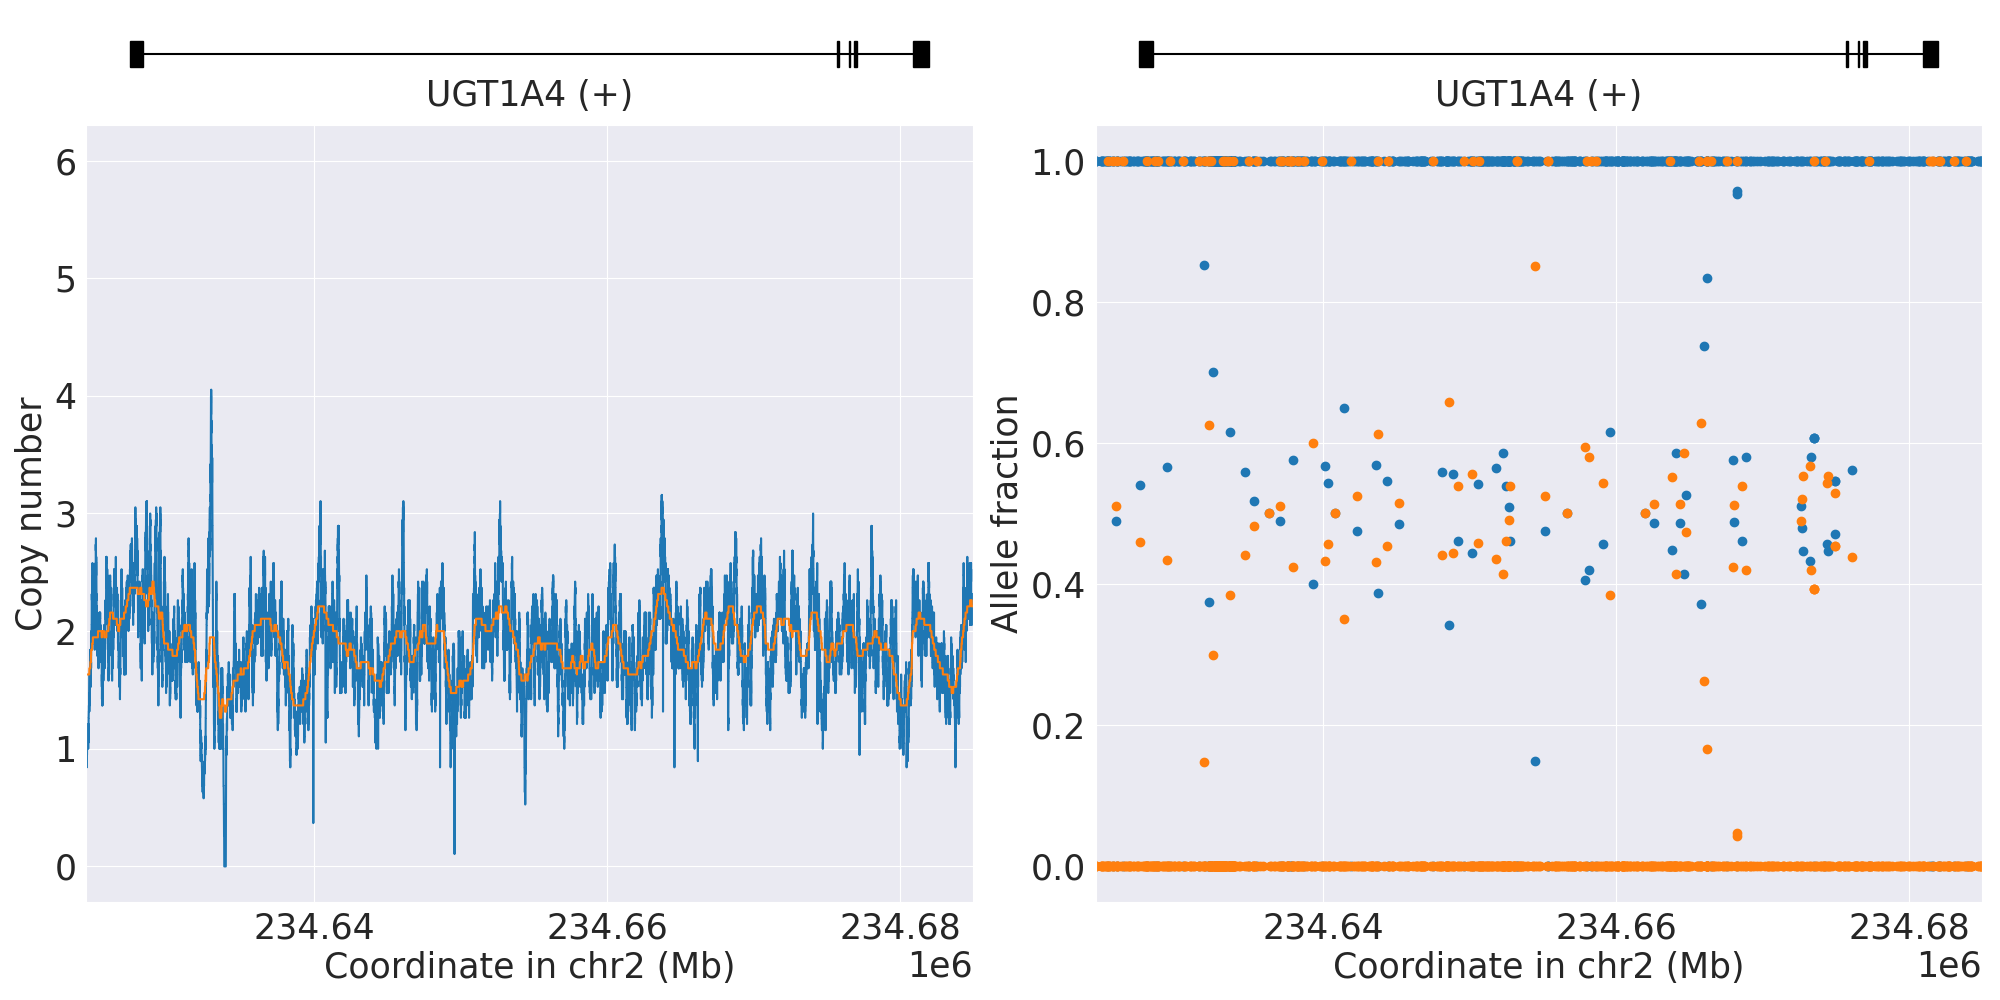 UGT1A4 (+)
6
5
4
3
2
1
0
Copy number
234.64 234.66 234.68
1e6
Coordinate in chr2 (Mb)
UGT1A4 (+)
1.0
0.8
0.6
0.4
0.2
0.0
Allele fraction
234.64 234.66 234.68
1e6
Coordinate in chr2 (Mb)